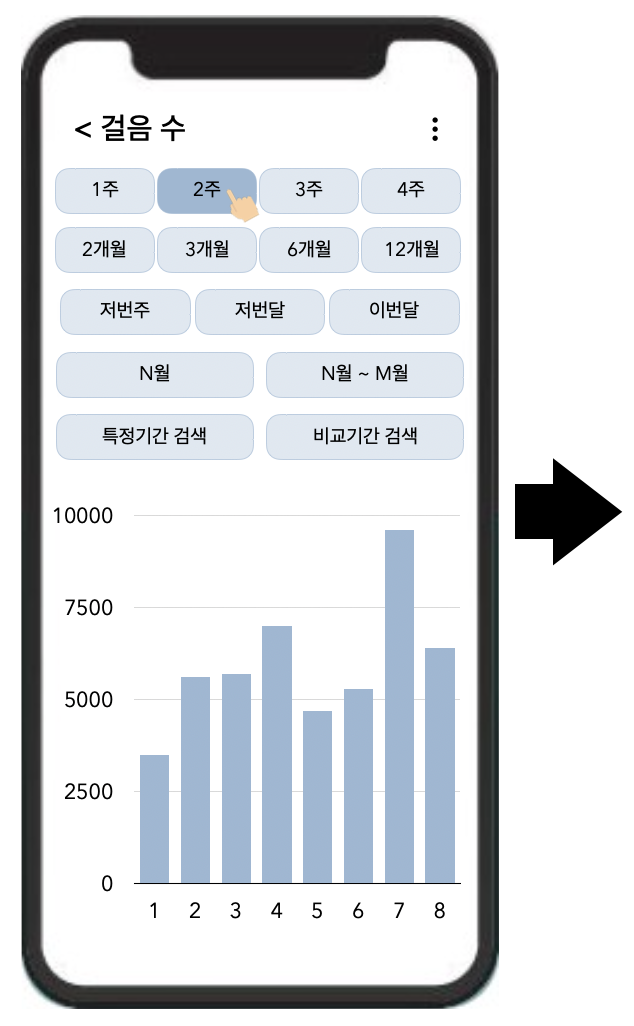 < 걸음 수
1주 2주 3주 4주
2개월 3개월 6개월 12개월
저번주 저번달 이번달
N월 N월 ~ M월
특정기간 검색 비교기간 검색
10000
7500
5000
2500
0
1 2 3 4 5 6 7 8